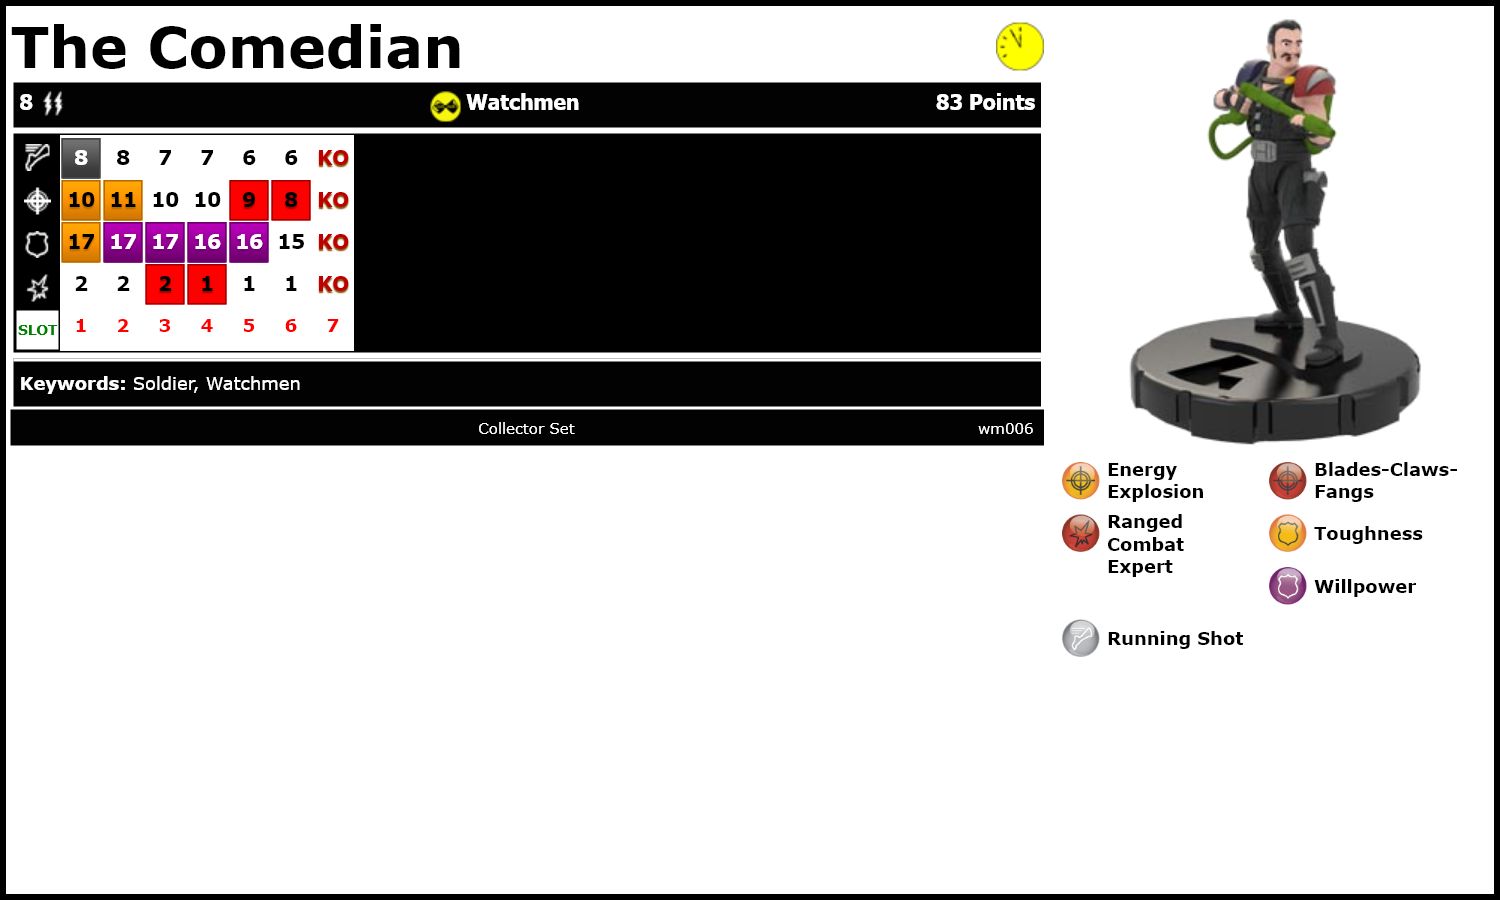 The Comedian
8 Watchmen 83 Points
8 8 7 7 6 6 KO
10 11 10 10 9 8 KO
17 17 17 16 16 15 KO
2 2 2 1 1 1 KO
SLOT 1 2 3 4 5 6 7
Keywords: Soldier, Watchmen
Collector Set wm006
Energy
Explosion
Blades-Claws-
Fangs
Ranged
Combat
Expert
Toughness
Willpower
Running Shot